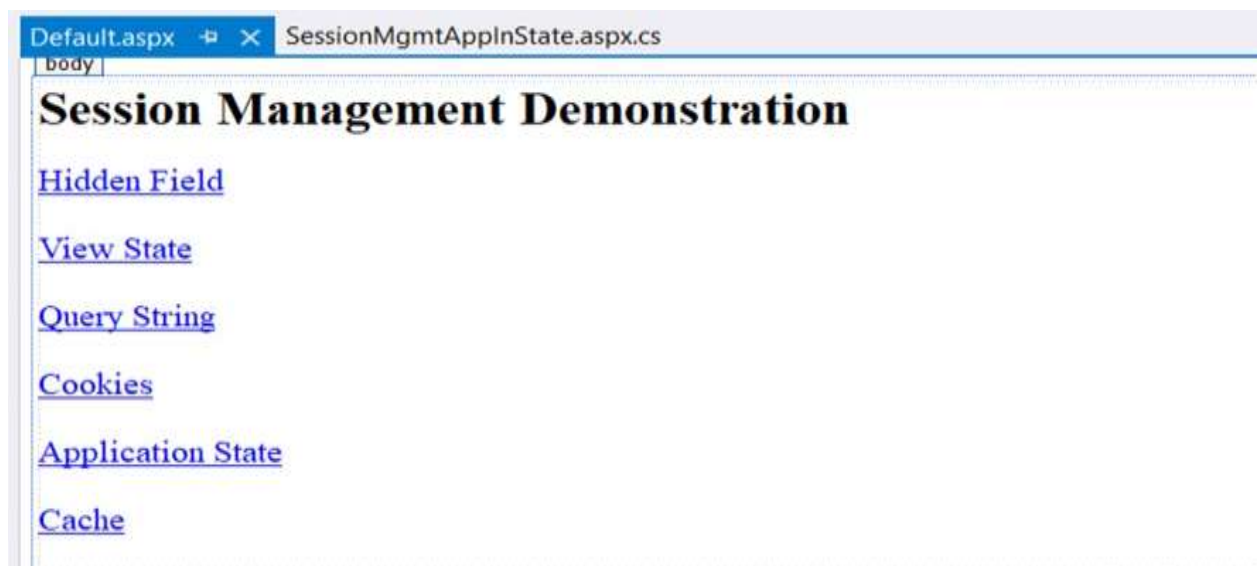 Default.aspx SessionMgmtAppInState.aspx.cs
body
Session Management Demonstration
Hidden Field
View State
Query String
Cookies
Application State
Cache